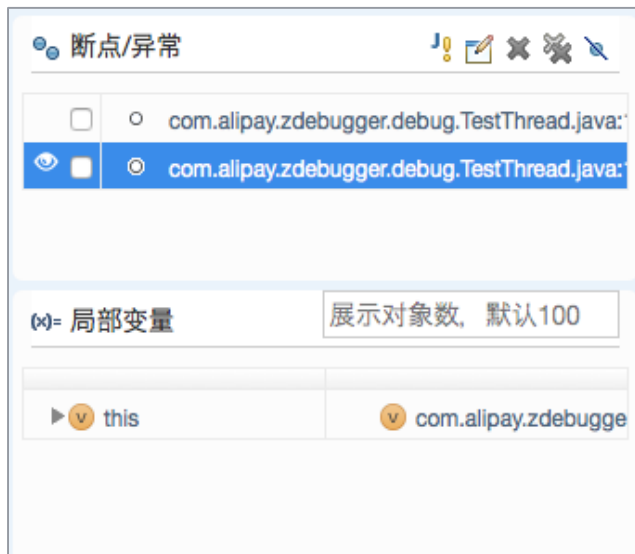 断点/异常
com.alipay.zdebugger.debug.TestThread.java:
com.alipay.zdebugger.debug.TestThread.java:
(x)= 局部变量
展示对象数，默认100
this
com.alipay.zdebugge